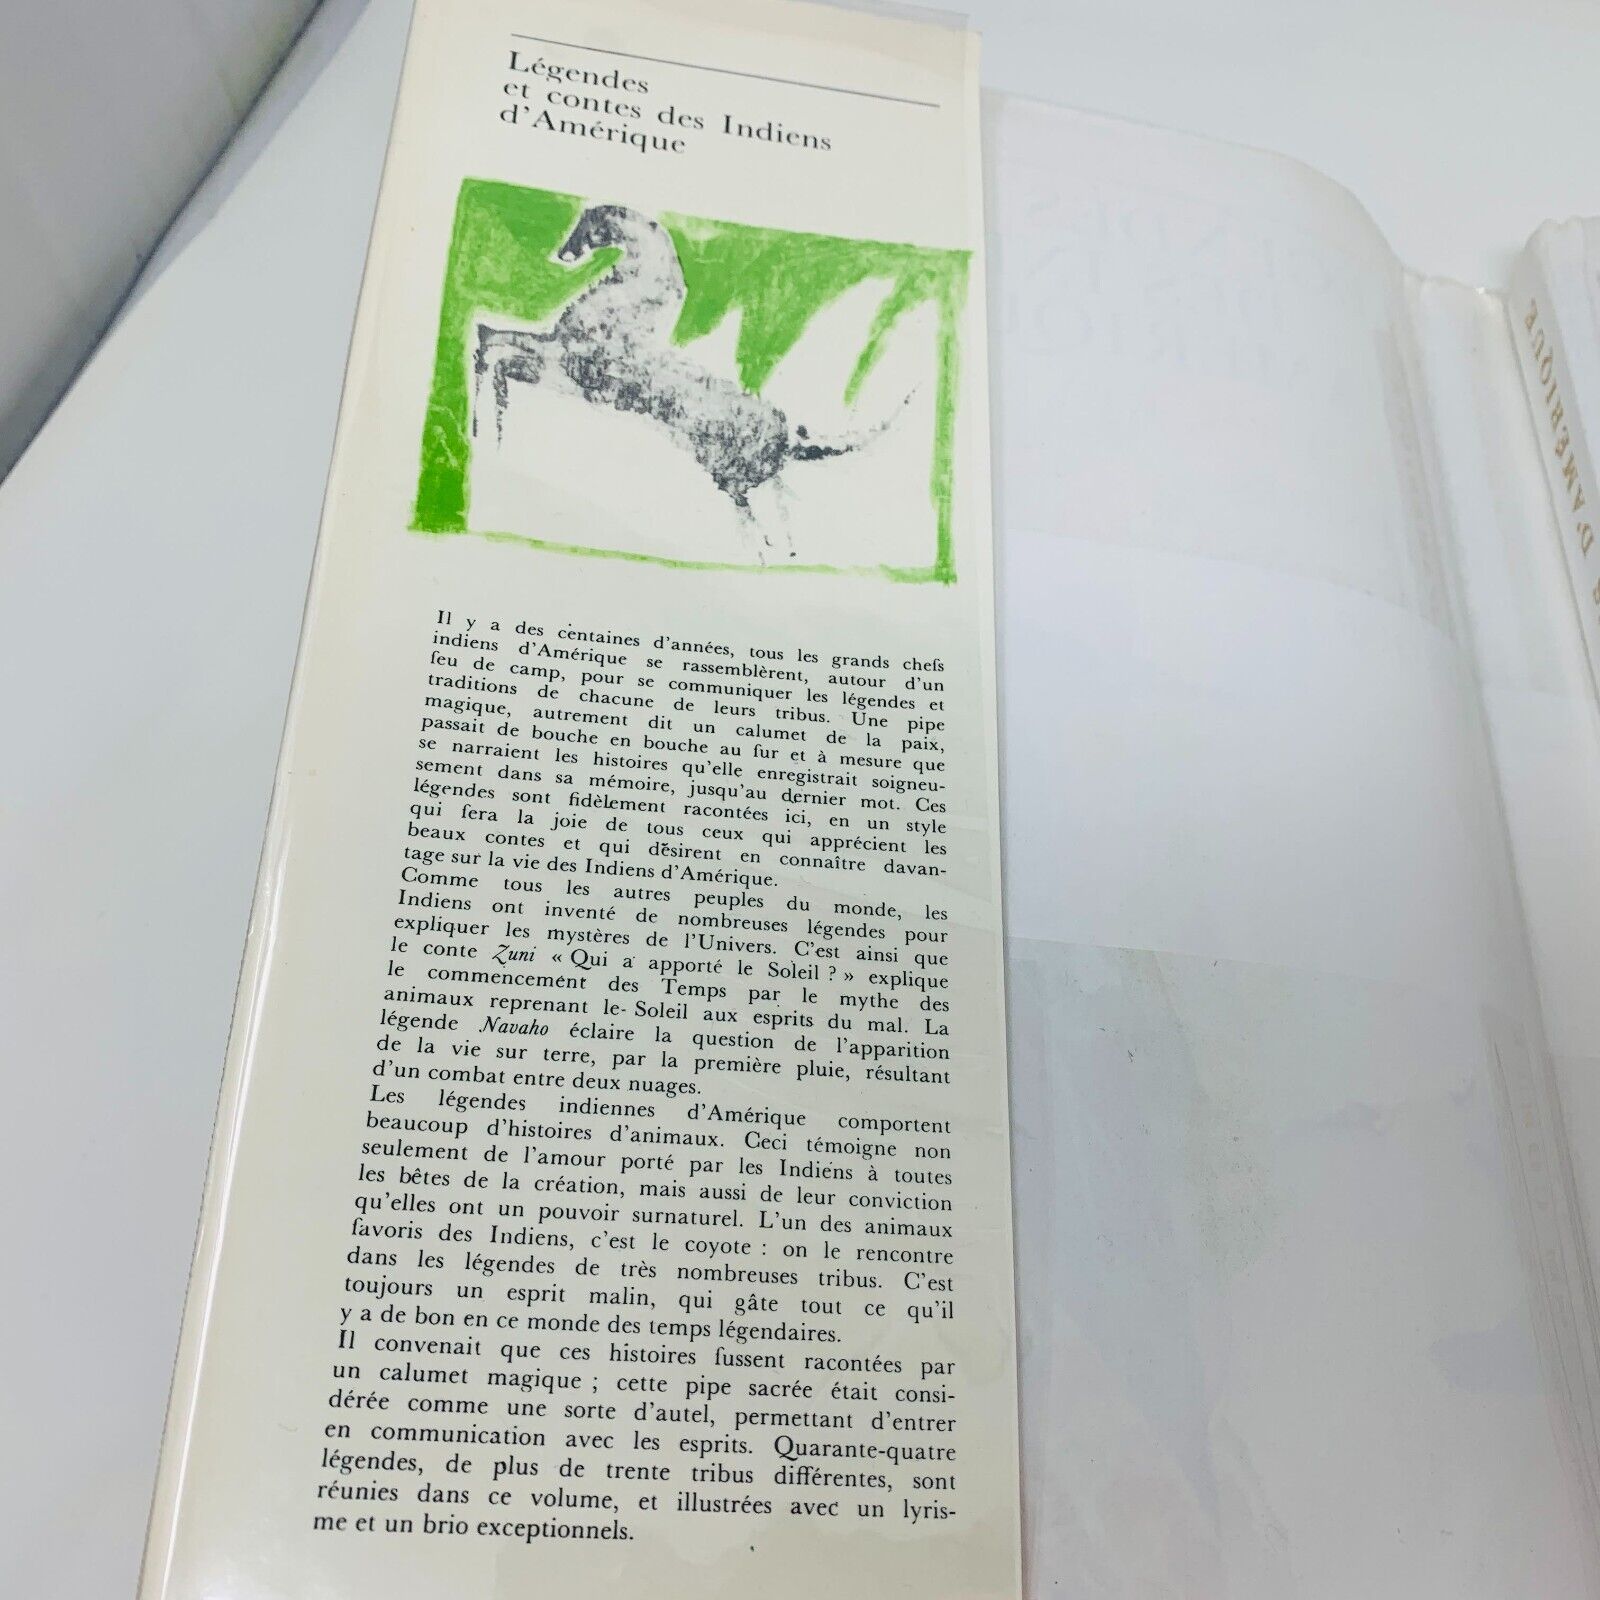 Légendes
et contes des Indiens
d'Amérique
Il y a des centaines d'années, tous les grands chefs
indiens d'Amérique se rassemblèrent, autour d'un
feu de camp, pour se communiquer les légendes et
traditions de chacune de leurs tribus. Une pipe
magique, autrement dit un calumet de la paix,
passait de bouche en bouche au fur et à mesure que
se narraient les histoires qu'elle enregistrait soigneu-
sement dans sa mémoire, jusqu'au dernier mot. Ces
légendes sont fidèlement racontées ici, en un style
qui fera la joie de tous ceux qui apprécient les
beaux contes et qui désirent en connaître davan-
tage sur la vie des Indiens d'Amérique.
Comme tous les autres peuples du monde, les
Indiens ont inventé de nombreuses légendes pour
expliquer les mystères de l'Univers. C'est ainsi que
le conte Zuni « Qui a apporté le Soleil ? » explique
le commencement des Temps par le mythe des
animaux reprenant le- Soleil aux esprits du mal. La
légende Navaho éclaire la question de l'apparition
de la vie sur terre, par la première pluie, résultant
d'un combat entre deux nuages.
Les légendes indiennes d'Amérique comportent
beaucoup d'histoires d'animaux. Ceci témoigne non
seulement de l'amour porté par les Indiens à toutes
les bêtes de la création, mais aussi de leur conviction
qu'elles ont un pouvoir surnaturel. L'un des animaux
favoris des Indiens, c'est le coyote : on le rencontre
dans les légendes de très nombreuses tribus. C'est
toujours un esprit malin, qui gâte tout ce qu'il
y a de bon en ce monde des temps légendaires.
Il convenait que ces histoires fussent racontées par
un calumet magique ; cette pipe sacrée était consi-
dérée comme une sorte d'autel, permettant d'entrer
en communication avec les esprits. Quarante-quatre
légendes, de plus de trente tribus différentes, sont
réunies dans ce volume, et illustrées avec un lyris-
me et un brio exceptionnels.
D'AMÉRIQUE